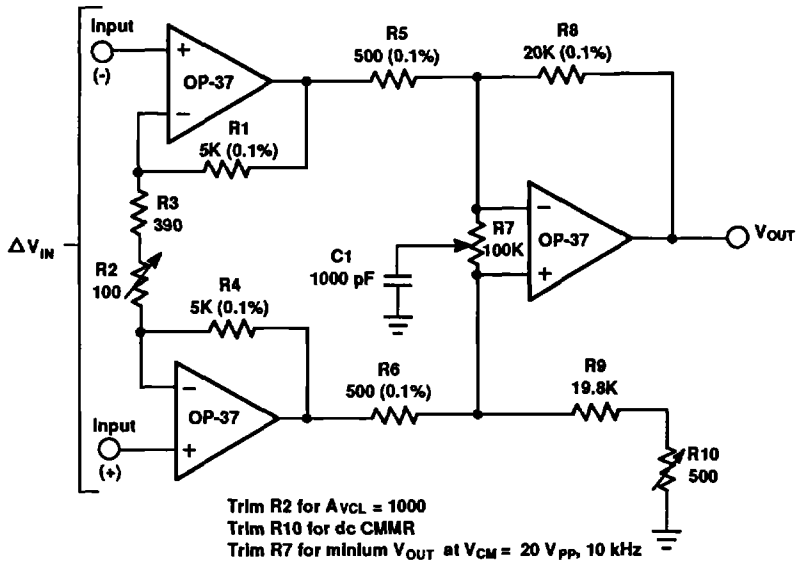 Input
(-)
+
OP-37
−
R5
500 (0.1%)
R8
20K (0.1%)
R1
5K (0.1%)
R3
390
ΔVIN
R2
100
R4
5K (0.1%)
C1
1000 pF
R7
100K
−
OP-37
+
VOUT
R6
500 (0.1%)
R9
19.8K
R10
500
−
OP-37
+
Input
(+)
Trim R2 for AVCL = 1000
Trim R10 for dc CMMR
Trim R7 for minium VOUT at VCM = 20 VPP, 10 kHz